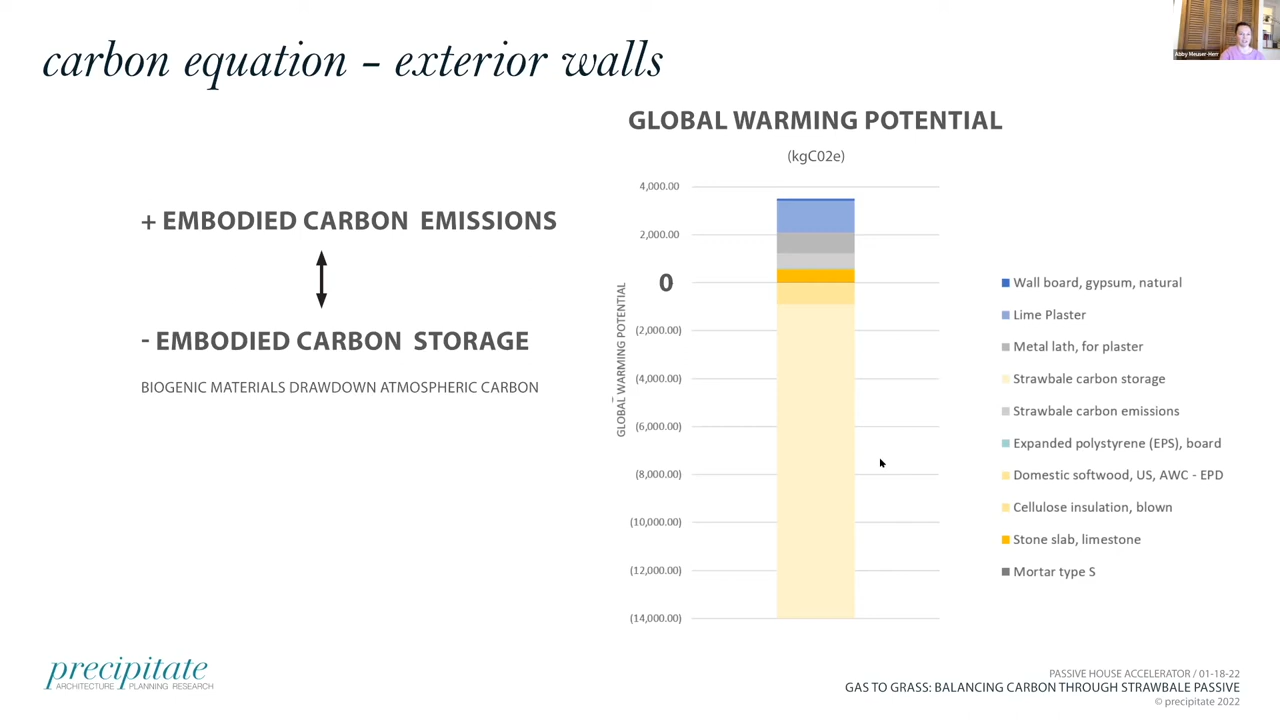 carbon equation - exterior walls
Abby Meuser-Herr
GLOBAL WARMING POTENTIAL
(kgC02e)
+ EMBODIED CARBON EMISSIONS
- EMBODIED CARBON STORAGE
BIOGENIC MATERIALS DRAWDOWN ATMOSPHERIC CARBON
GLOBAL WARMING POTENTIAL
4,000.00
2,000.00
0
(2,000.00)
(4,000.00)
(6,000.00)
(8,000.00)
(10,000.00)
(12,000.00)
(14,000.00)
Wall board, gypsum, natural
Lime Plaster
Metal lath, for plaster
Strawbale carbon storage
Strawbale carbon emissions
Expanded polystyrene (EPS), board
Domestic softwood, US, AWC - EPD
Cellulose insulation, blown
Stone slab, limestone
Mortar type S
precipitate
ARCHITECTURE PLANNING RESEARCH
PASSIVE HOUSE ACCELERATOR / 01-18-22
GAS TO GRASS: BALANCING CARBON THROUGH STRAWBALE PASSIVE
© precipitate 2022